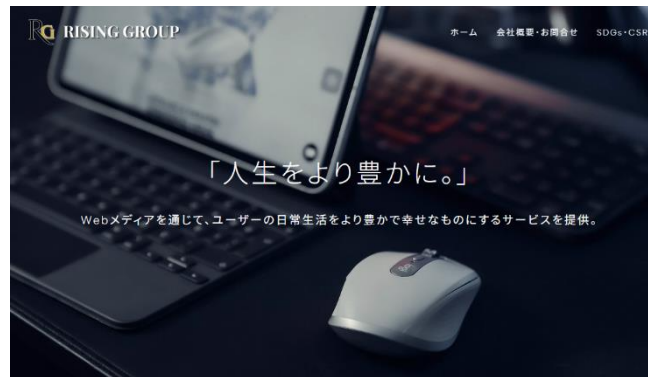 RG RISING GROUP
ホーム 会社概要・お問合せ SDGs・CSR
「人生をより豊かに。」
Webメディアを通じて、ユーザーの日常生活をより豊かで幸せなものにするサービスを提供。